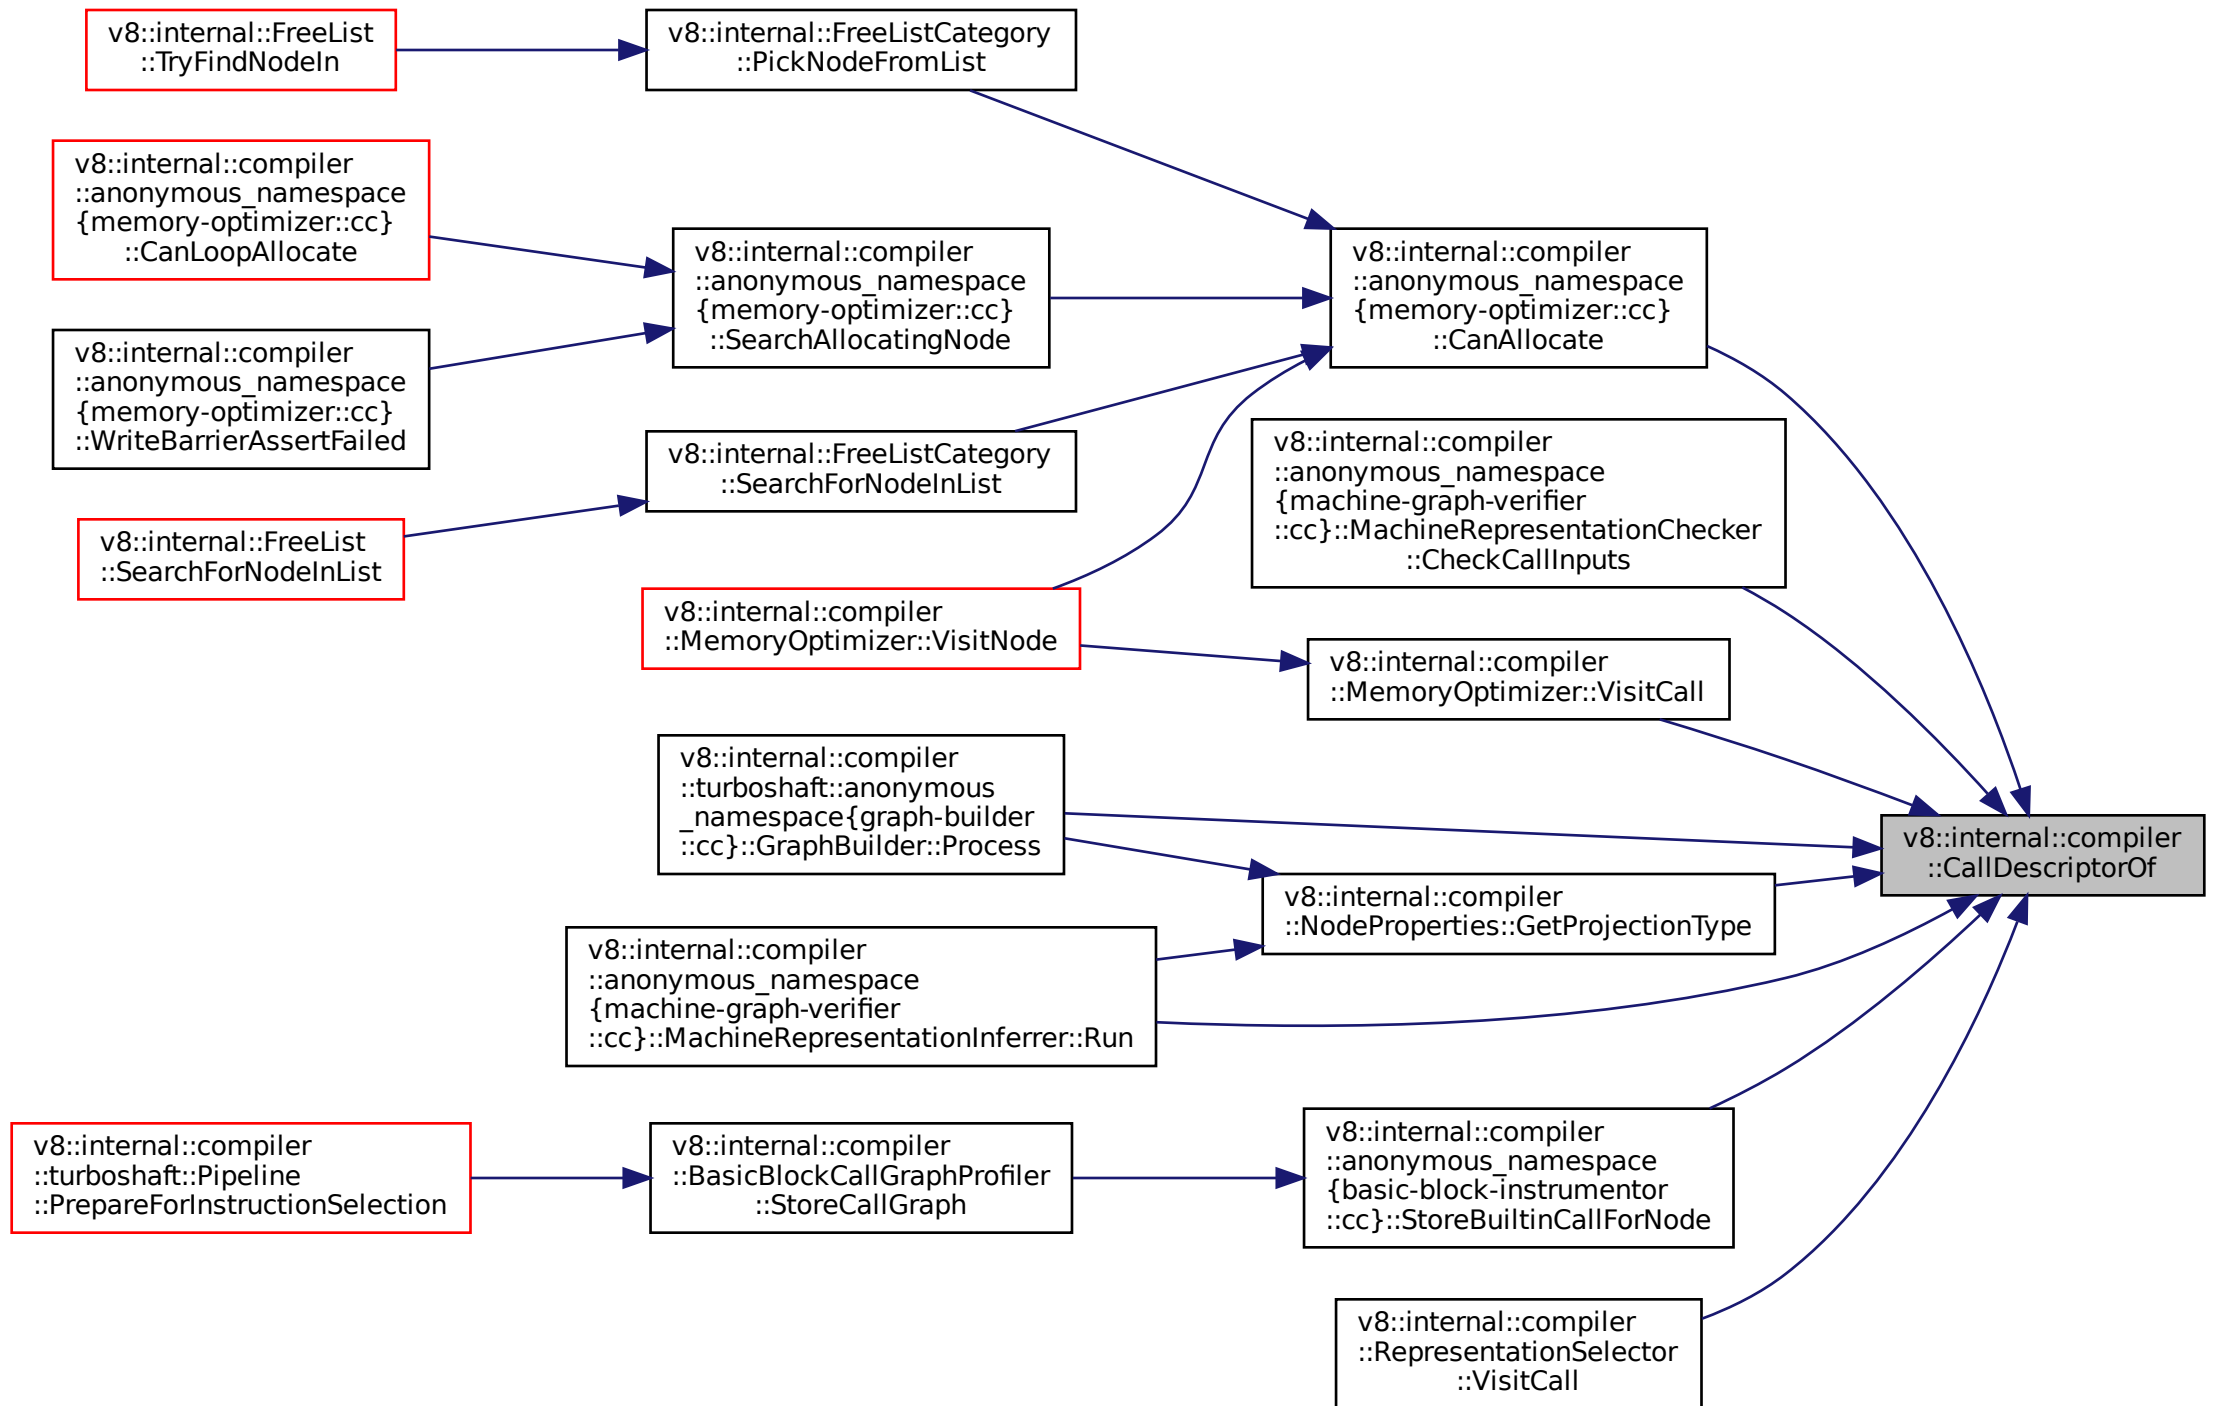 v8::internal::FreeList
::TryFindNodeIn
v8::internal::FreeListCategory
::PickNodeFromList
v8::internal::compiler
::anonymous_namespace
{memory-optimizer::cc}
::CanLoopAllocate
v8::internal::compiler
::anonymous_namespace
{memory-optimizer::cc}
::SearchAllocatingNode
v8::internal::compiler
::anonymous_namespace
{memory-optimizer::cc}
::CanAllocate
v8::internal::compiler
::anonymous_namespace
{memory-optimizer::cc}
::WriteBarrierAssertFailed
v8::internal::FreeListCategory
::SearchForNodeInList
v8::internal::compiler
::anonymous_namespace
{machine-graph-verifier
::cc}::MachineRepresentationChecker
::CheckCallInputs
v8::internal::FreeList
::SearchForNodeInList
v8::internal::compiler
::MemoryOptimizer::VisitNode
v8::internal::compiler
::MemoryOptimizer::VisitCall
v8::internal::compiler
::turboshaft::anonymous
_namespace{graph-builder
::cc}::GraphBuilder::Process
v8::internal::compiler
::CallDescriptorOf
v8::internal::compiler
::NodeProperties::GetProjectionType
v8::internal::compiler
::anonymous_namespace
{machine-graph-verifier
::cc}::MachineRepresentationInferrer::Run
v8::internal::compiler
::turboshaft::Pipeline
::PrepareForInstructionSelection
v8::internal::compiler
::BasicBlockCallGraphProfiler
::StoreCallGraph
v8::internal::compiler
::anonymous_namespace
{basic-block-instrumentor
::cc}::StoreBuiltinCallForNode
v8::internal::compiler
::RepresentationSelector
::VisitCall